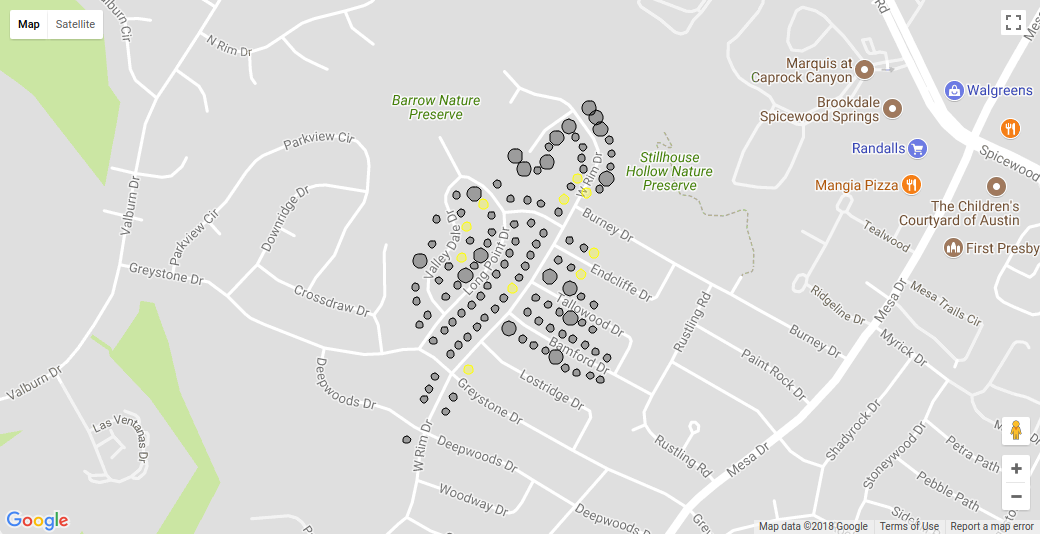 Map
Satellite
burn Cir
N Rim Dr
Rd
Marquis at
Caprock Canyon
Walgreens
Barrow Nature
Preserve
Brookdale
Spicewood Springs
Parkview Cir
Randalls
Stillhouse
Hollow Nature
Preserve
Spicewood
W Rim Dr
Mangia Pizza
Valburn Dr
Downridge Dr
The Children's
Courtyard of Austin
Parkview Cir
Burney Dr
Valley Dale Dr
Long Point Dr
Tealwood
First Presby
Greystone Dr
Endcliffe Dr
Crossdraw Dr
Tallowood Dr
Rustling Rd
Ridgeline Dr
Mesa Dr
Mesa Trails Cir
Burney Dr
Myrick Dr
Bamford Dr
Paint Rock Dr
Valburn Dr
Deepwoods Dr
Lostridge Dr
Greystone Dr
Las Ventanas Dr
W Rim Dr
Shadyrock Dr
Stoneywood Dr
Deepwoods Dr
Rustling Rd
Mesa Dr
Petra Path
Pebble Path
Woodway Dr
Deepwoods Dr
Google
Map data ©2018 Google
Terms of Use
Report a map error